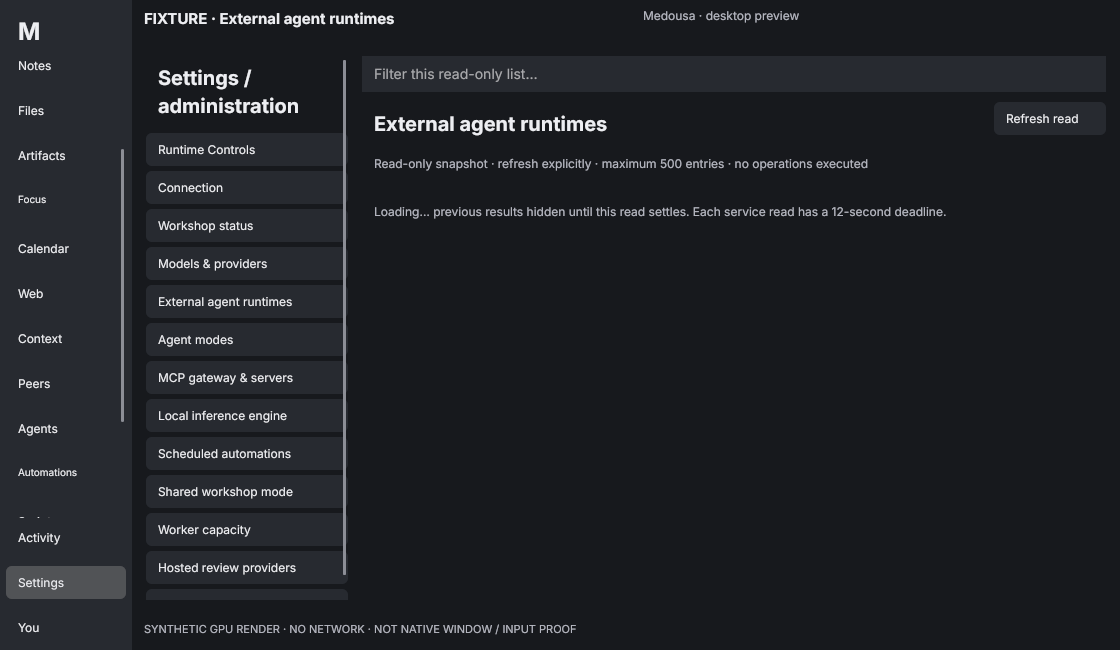 M
Notes
Files
Artifacts
Focus
Calendar
Web
Context
Peers
Agents
Automations
Activity
Settings
You
FIXTURE · External agent runtimes
Medousa · desktop preview
Settings /
administration
Runtime Controls
Connection
Workshop status
Models & providers
External agent runtimes
Agent modes
MCP gateway & servers
Local inference engine
Scheduled automations
Shared workshop mode
Worker capacity
Hosted review providers
Filter this read-only list...
External agent runtimes
Refresh read
Read-only snapshot · refresh explicitly · maximum 500 entries · no operations executed
Loading... previous results hidden until this read settles. Each service read has a 12-second deadline.
SYNTHETIC GPU RENDER · NO NETWORK · NOT NATIVE WINDOW / INPUT PROOF